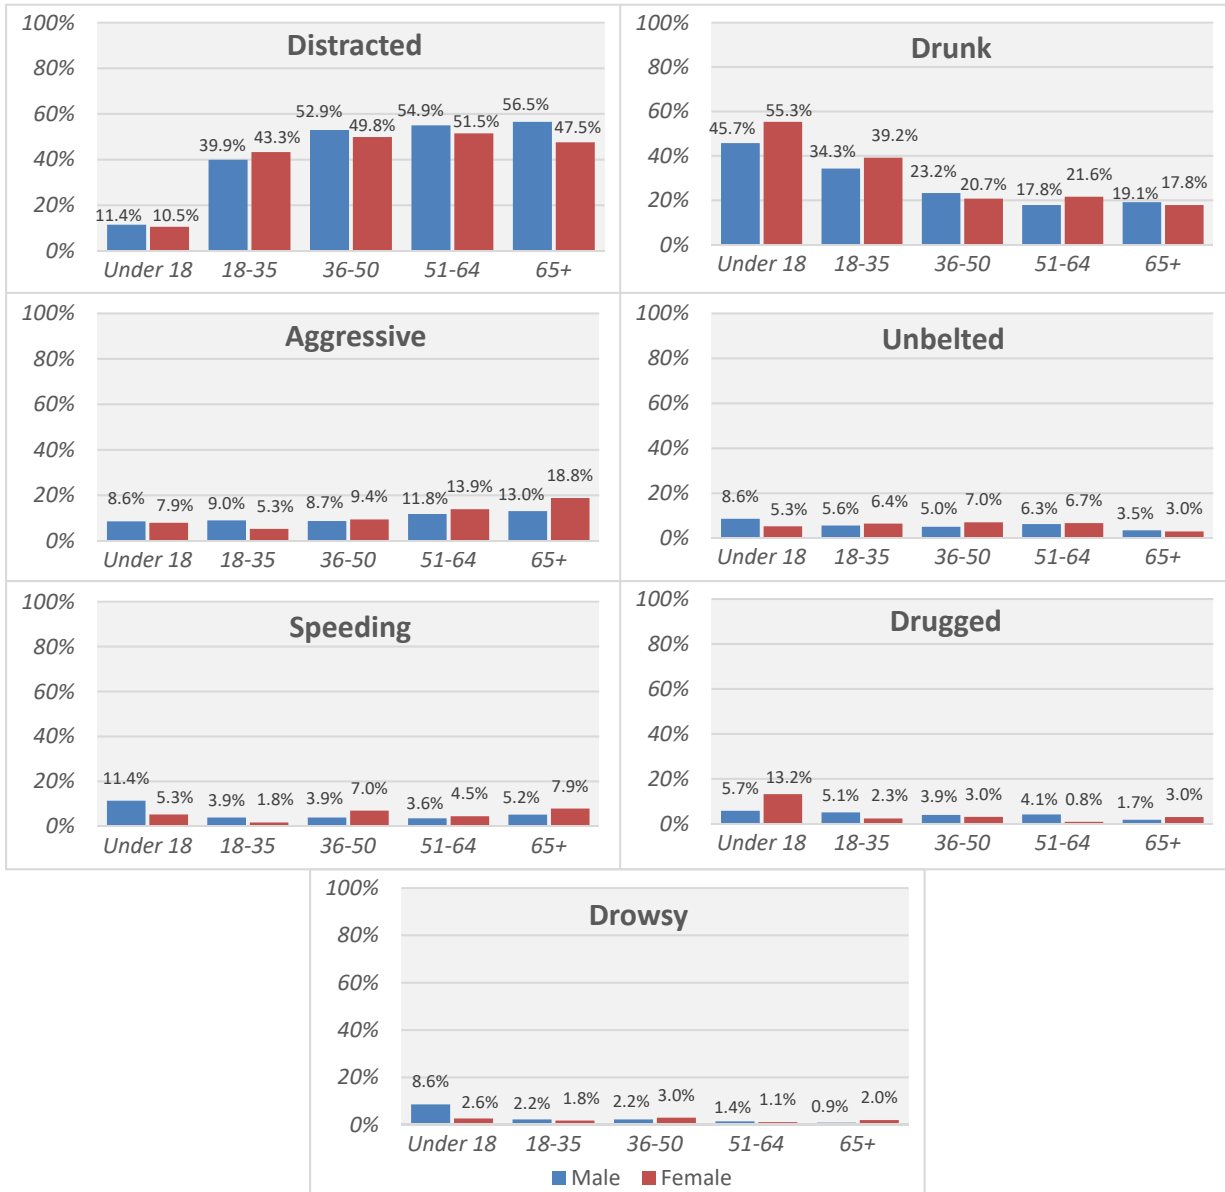 Distracted
100%
80%
60%
40%
20%
0%
11.4% 10.5% 39.9% 43.3% 52.9% 49.8% 54.9% 51.5% 56.5% 47.5%
Under 18 18-35 36-50 51-64 65+
Drunk
100%
80%
60%
40%
20%
0%
45.7% 55.3% 34.3% 39.2% 23.2% 20.7% 17.8% 21.6% 19.1% 17.8%
Under 18 18-35 36-50 51-64 65+
Aggressive
100%
80%
60%
40%
20%
0%
8.6% 7.9% 9.0% 5.3% 8.7% 9.4% 11.8% 13.9% 13.0% 18.8%
Under 18 18-35 36-50 51-64 65+
Unbelted
100%
80%
60%
40%
20%
0%
8.6% 5.3% 5.6% 6.4% 5.0% 7.0% 6.3% 6.7% 3.5% 3.0%
Under 18 18-35 36-50 51-64 65+
Speeding
100%
80%
60%
40%
20%
0%
11.4% 5.3% 3.9% 1.8% 3.9% 7.0% 3.6% 4.5% 5.2% 7.9%
Under 18 18-35 36-50 51-64 65+
Drugged
100%
80%
60%
40%
20%
0%
5.7% 13.2% 5.1% 2.3% 3.9% 3.0% 4.1% 0.8% 1.7% 3.0%
Under 18 18-35 36-50 51-64 65+
Drowsy
100%
80%
60%
40%
20%
0%
8.6% 2.6% 2.2% 1.8% 2.2% 3.0% 1.4% 1.1% 0.9% 2.0%
Under 18 18-35 36-50 51-64 65+
Male Female